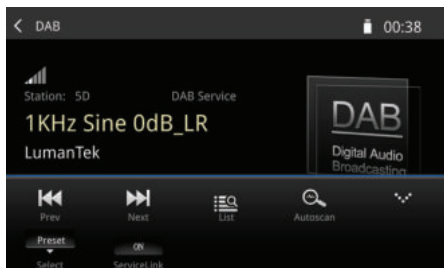 DAB
00:38
Station: 5D
DAB Service
1KHz Sine 0dB_LR
LumanTek
DAB
Digital Audio
Broadcasting
Prev
Next
List
Autoscan
Preset
ON
Select
ServiceLink